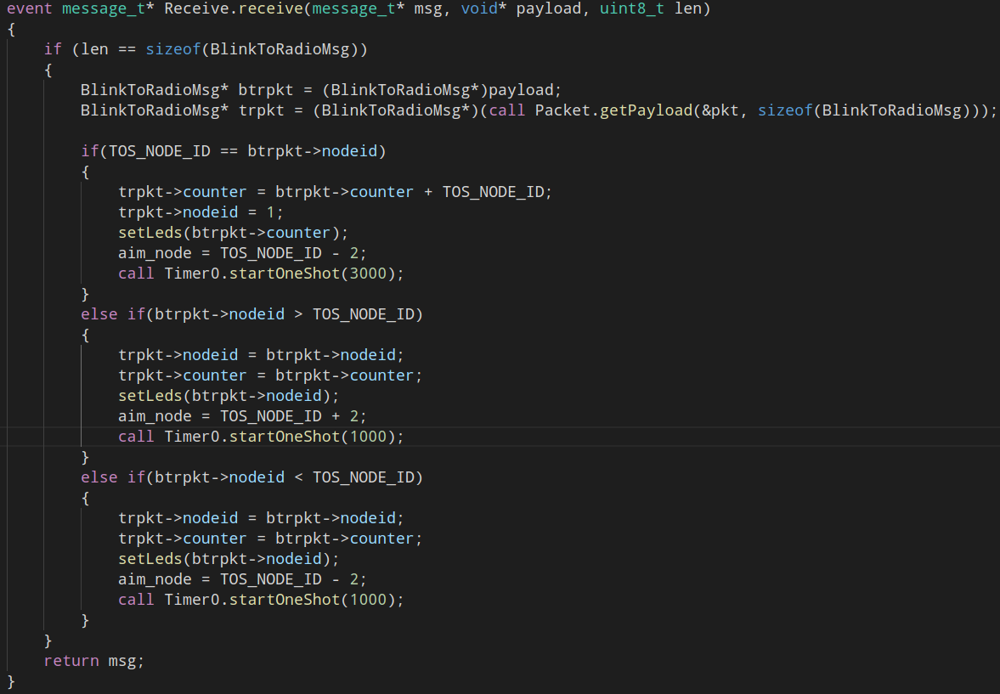 event message_t* Receive.receive(message_t* msg, void* payload, uint8_t len)
{
    if (len == sizeof(BlinkToRadioMsg))
    {
        BlinkToRadioMsg* btrpkt = (BlinkToRadioMsg*)payload;
        BlinkToRadioMsg* trpkt = (BlinkToRadioMsg*)(call Packet.getPayload(&pkt, sizeof(BlinkToRadioMsg)));

        if(TOS_NODE_ID == btrpkt->nodeid)
        {
            trpkt->counter = btrpkt->counter + TOS_NODE_ID;
            trpkt->nodeid = 1;
            setLeds(btrpkt->counter);
            aim_node = TOS_NODE_ID - 2;
            call Timer0.startOneShot(3000);
        }
        else if(btrpkt->nodeid > TOS_NODE_ID)
        {
            trpkt->nodeid = btrpkt->nodeid;
            trpkt->counter = btrpkt->counter;
            setLeds(btrpkt->nodeid);
            aim_node = TOS_NODE_ID + 2;
            call Timer0.startOneShot(1000);
        }
        else if(btrpkt->nodeid < TOS_NODE_ID)
        {
            trpkt->nodeid = btrpkt->nodeid;
            trpkt->counter = btrpkt->counter;
            setLeds(btrpkt->nodeid);
            aim_node = TOS_NODE_ID - 2;
            call Timer0.startOneShot(1000);
        }
    }
    return msg;
}